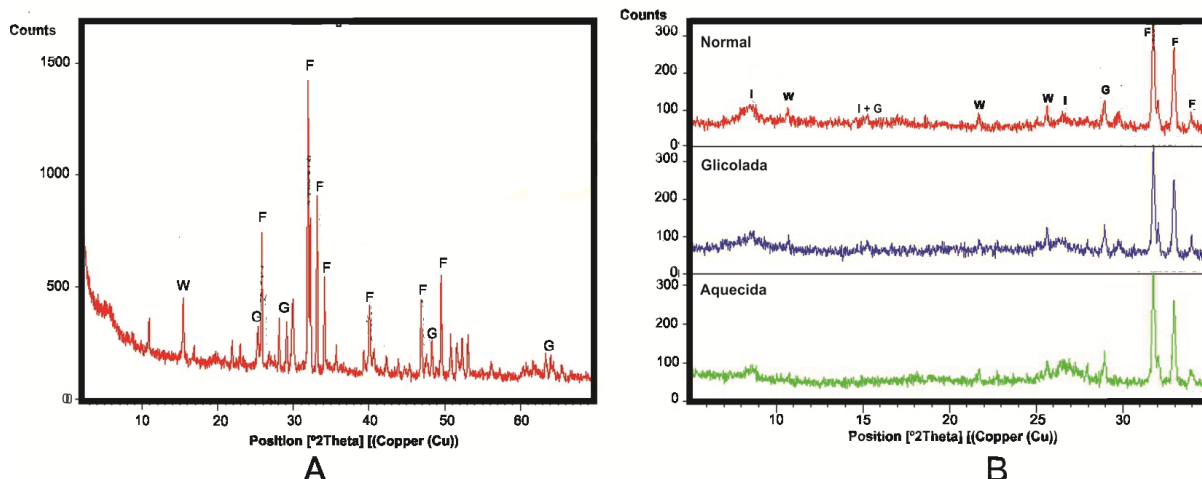 Counts
1500
1000
500
0
F
F
F
F
F
F
F
W
G
G
G
G
10
20
30
40
50
60
Position [°2Theta] [(Copper (Cu))
A
Counts
300
200
100
0
Normal
I
W
I + G
W
W
I
G
F
F
F
300
200
100
0
Glicolada
300
200
100
0
Aquecida
10
15
20
25
30
Position [°2Theta] [(Copper (Cu))
B